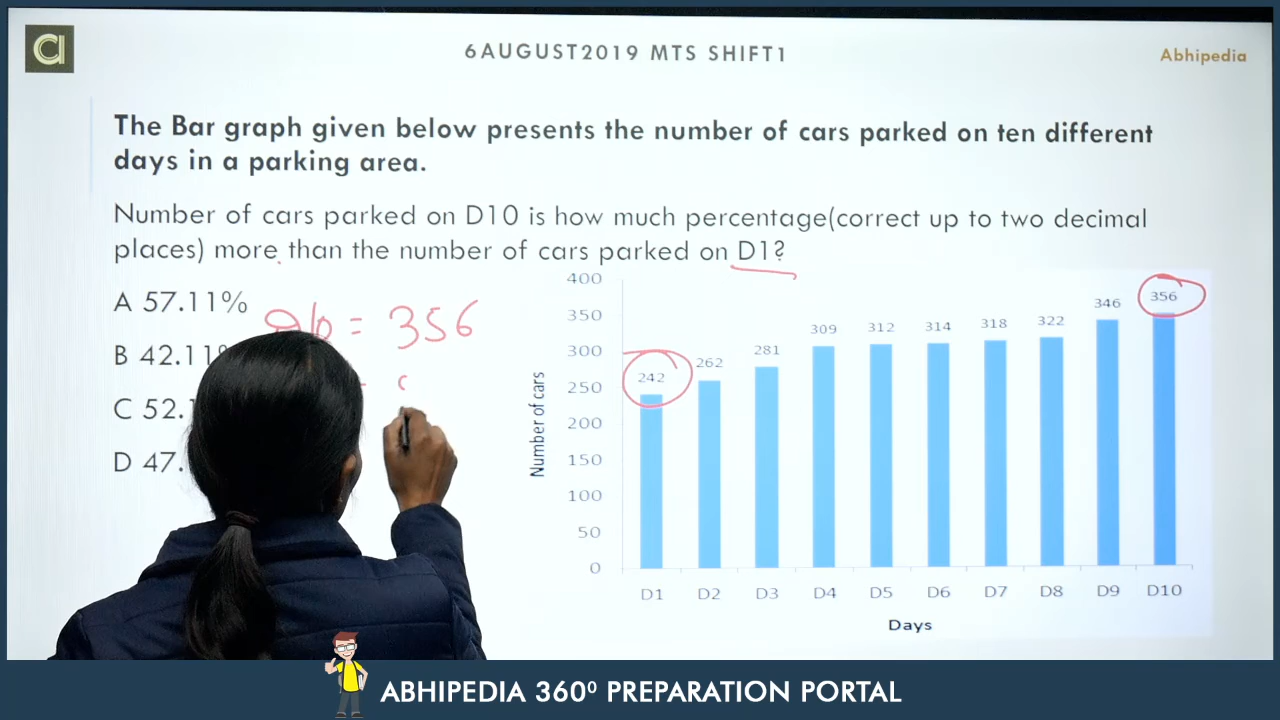 6AUGUST2019 MTS SHIFT1
Abhipedia
The Bar graph given below presents the number of cars parked on ten different
days in a parking area.
Number of cars parked on D10 is how much percentage(correct up to two decimal
places) more than the number of cars parked on D1?
A 57.11%
B 42.11%
C 52.
D 47.
= 356
Number of cars
400
350
300
250
200
150
100
50
0
242
262
281
309
312
314
318
322
346
356
D1 D2 D3 D4 D5 D6 D7 D8 D9 D10
Days
ABHIPEDIA 360⁰ PREPARATION PORTAL